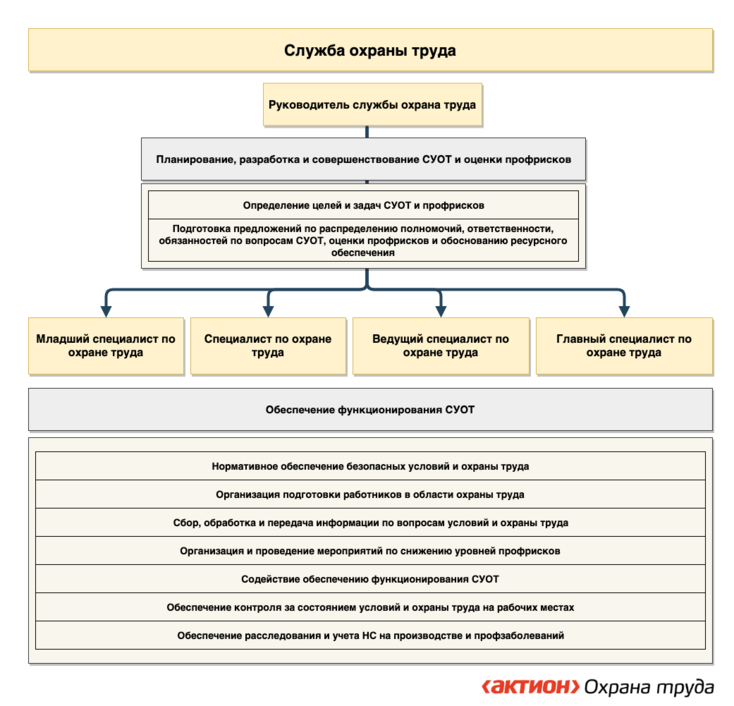 Служба охраны труда
Руководитель службы охрана труда
Планирование, разработка и совершенствование СУОТ и оценки профрисков
Определение целей и задач СУОТ и профрисков
Подготовка предложений по распределению полномочий, ответственности,
обязанностей по вопросам СУОТ, оценки профрисков и обоснованию ресурсного
обеспечения
Младший специалист по
охране труда
Специалист по охране
труда
Ведущий специалист по
охране труда
Главный специалист по
охране труда
Обеспечение функционирования СУОТ
Нормативное обеспечение безопасных условий и охраны труда
Организация подготовки работников в области охраны труда
Сбор, обработка и передача информации по вопросам условий и охраны труда
Организация и проведение мероприятий по снижению уровней профрисков
Содействие обеспечению функционирования СУОТ
Обеспечение контроля за состоянием условий и охраны труда на рабочих местах
Обеспечение расследования и учета НС на производстве и профзаболеваний
‹актион› Охрана труда